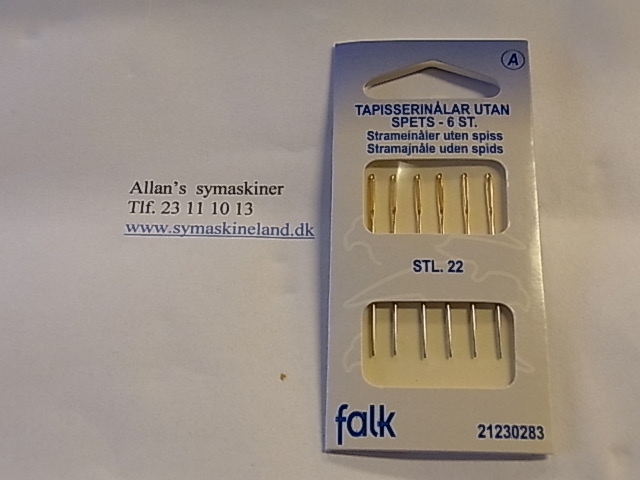 Allan's symaskiner
Tlf. 23 11 10 13
www.symaskineland.dk
A
TAPISSERINÅLAR UTAN
SPETS - 6 ST.
Strameinåler uten spiss
Stramajnåle uden spids
STL. 22
falk
21230283